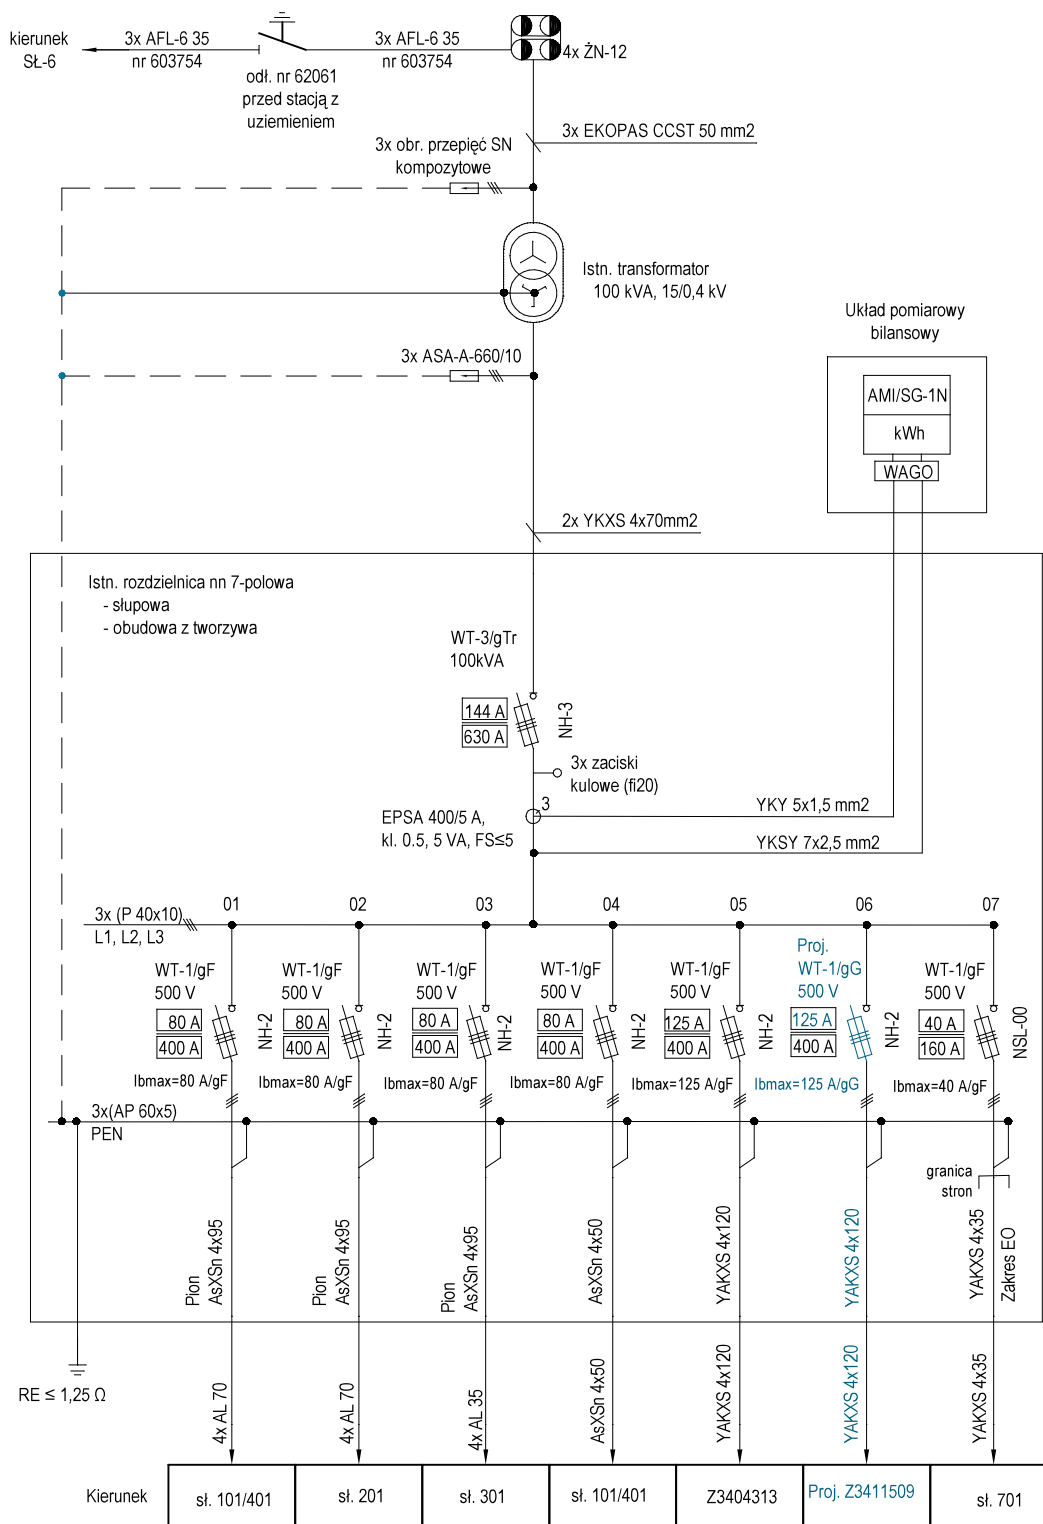 kierunek
SŁ-6
3x AFL-6 35
nr 603754
3x AFL-6 35
nr 603754
4x ŻN-12
odł. nr 62061
przed stacją z
uziemieniem
3x EKOPAS CCST 50 mm2
3x obr. przepięć SN
kompozytowe
Istn. transformator
100 kVA, 15/0,4 kV
Układ pomiarowy
bilansowy
3x ASA-A-660/10
AMI/SG-1N
kWh
WAGO
2x YKXS 4x70mm2
Istn. rozdzielnica nn 7-polowa
- słupowa
- obudowa z tworzywa
WT-3/gTr
100kVA
144 A
630 A
NH-3
3x zaciski
kulowe (fi20)
3
EPSA 400/5 A,
kl. 0.5, 5 VA, FS≤5
YKY 5x1,5 mm2
YKSY 7x2,5 mm2
01
02
03
04
05
06
07
3x (P 40x10)
L1, L2, L3
WT-1/gF
500 V
80 A
400 A
NH-2
Ibmax=80 A/gF
WT-1/gF
500 V
80 A
400 A
NH-2
Ibmax=80 A/gF
WT-1/gF
500 V
80 A
400 A
NH-2
Ibmax=80 A/gF
WT-1/gF
500 V
80 A
400 A
NH-2
Ibmax=80 A/gF
WT-1/gF
500 V
125 A
400 A
NH-2
Ibmax=125 A/gF
Proj.
WT-1/gG
500 V
125 A
400 A
NH-2
Ibmax=125 A/gG
WT-1/gF
500 V
40 A
160 A
NSL-00
Ibmax=40 A/gF
3x(AP 60x5)
PEN
granica
stron
Pion
AsXSn 4x95
Pion
AsXSn 4x95
Pion
AsXSn 4x95
AsXSn 4x50
YAKXS 4x120
YAKXS 4x120
YAKXS 4x35
Zakres EO
RE ≤ 1,25 Ω
4x AL 70
4x AL 70
4x AL 35
AsXSn 4x50
YAKXS 4x120
YAKXS 4x120
YAKXS 4x35
Kierunek
sł. 101/401
sł. 201
sł. 301
sł. 101/401
Z3404313
Proj. Z3411509
sł. 701